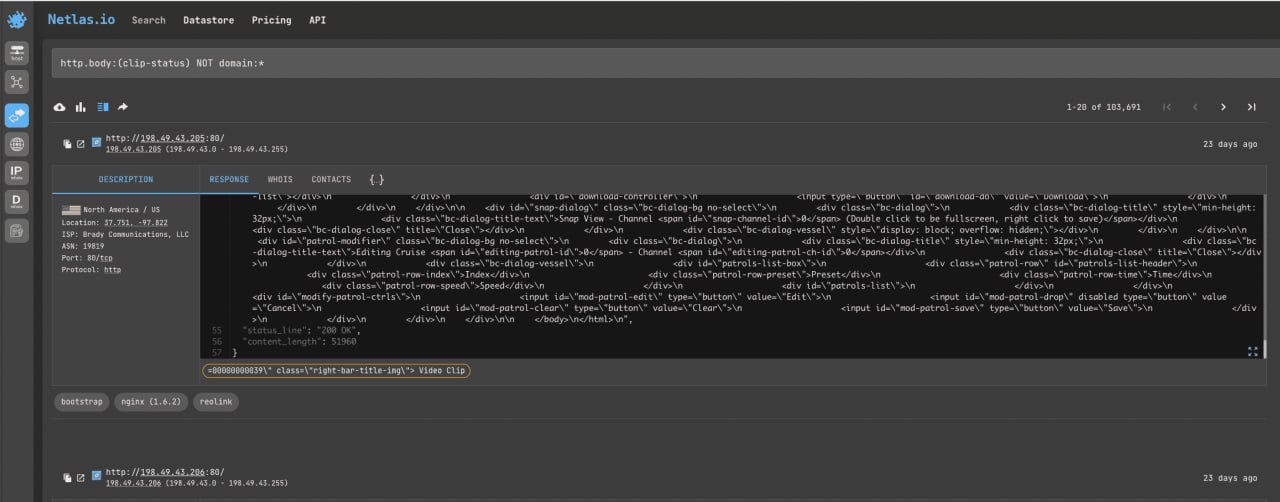 Netlas.io Search Datastore Pricing API
host
http.body:(clip-status) NOT domain:*
1-20 of 103,691
http://198.49.43.205:80/
198.49.43.205 (198.49.43.0 - 198.49.43.255)
23 days ago
DESCRIPTION
RESPONSE WHOIS CONTACTS {..}
IP
D
North America / US
Location: 37.751, -97.822
ISP: Brady Communications, LLC
ASN: 19819
Port: 80/tcp
Protocol: http
-list\"></div>\n </div>\n <div id=\"download-controller\">\n <input type=\"button\" id=\"download-do\" value=\"Download\">\n </div>\n
</div>\n </div>\n </div>\n\n <div id=\"snap-dialog\" class=\"bc-dialog-bg no-select\">\n <div class=\"bc-dialog\">\n <div class=\"bc-dialog-title\" style=\"min-height:
32px;\">\n <div class=\"bc-dialog-title-text\">Snap View - Channel <span id=\"snap-channel-id\">0</span> (Double click to be fullscreen, right click to save)</span></div>\n
<div class=\"bc-dialog-close\" title=\"Close\"></div>\n </div>\n <div class=\"bc-dialog-vessel\" style=\"display: block; overflow: hidden;\"></div>\n </div>\n </div>\n\n
<div id=\"patrol-modifier\" class=\"bc-dialog-bg no-select\">\n <div class=\"bc-dialog\">\n <div class=\"bc-dialog-title\" style=\"min-height: 32px;\">\n <div class=\"bc
-dialog-title-text\">Editing Cruise <span id=\"editing-patrol-id\">0</span> - Channel <span id=\"editing-patrol-ch-id\">0</span></div>\n <div class=\"bc-dialog-close\" title=\"Close\"></div
>\n </div>\n <div class=\"bc-dialog-vessel\">\n <div id=\"patrols-list-box\">\n <div class=\"patrol-row\" id=\"patrols-list-header\">\n
<div class=\"patrol-row-index\">Index</div>\n <div class=\"patrol-row-preset\">Preset</div>\n <div class=\"patrol-row-time\">Time</div>\n
<div class=\"patrol-row-speed\">Speed</div>\n </div>\n <div id=\"patrols-list\">\n </div>\n </div>\n
<div id=\"modify-patrol-ctrls\">\n <input id=\"mod-patrol-edit\" type=\"button\" value=\"Edit\">\n <input id=\"mod-patrol-drop\" disabled type=\"button\" value
=\"Cancel\">\n <input id=\"mod-patrol-clear\" type=\"button\" value=\"Clear\">\n <input id=\"mod-patrol-save\" type=\"button\" value=\"Save\">\n </div
>\n </div>\n </div>\n </div>\n\n </body>\n</html>\n",
55 "status_line": "200 OK",
56 "content_length": 51960
57 }
=00000000039\" class=\"right-bar-title-img\"> Video Clip
bootstrap nginx (1.6.2) reolink
http://198.49.43.206:80/
198.49.43.206 (198.49.43.0 - 198.49.43.255)
23 days ago